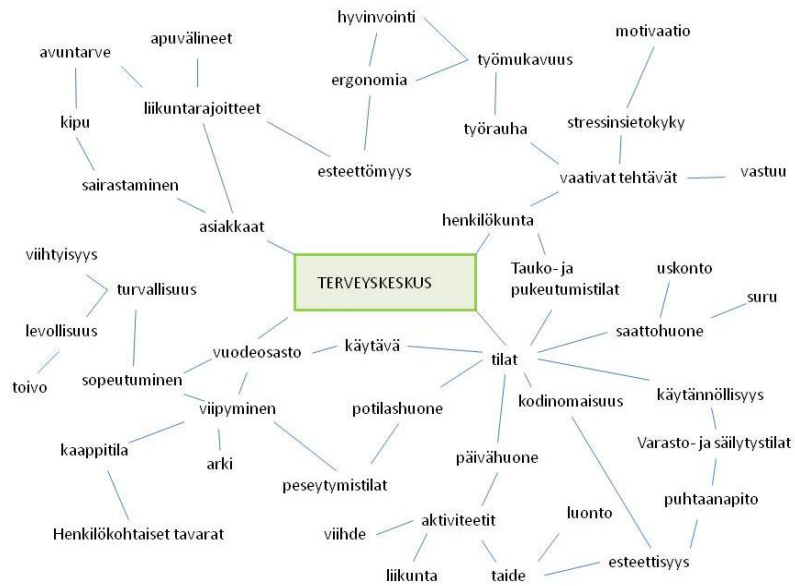 hyvinvointi
apuvälineet
motivaatio
avuntarve
työmukavuus
ergonomia
liikuntarajoitteet
kipu
työrauha
stressinsietokyky
esteettömyys
vaativat tehtävät
vastuu
sairastaminen
henkilökunta
asiakkaat
viihtyisyys
Tauko- ja
pukeutumistilat
uskonto
TERVEYSKESKUS
turvallisuus
suru
levollisuus
saattohuone
käytävä
vuodeosasto
tilat
toivo
sopeutuminen
käytännöllisyys
kodinomaisuus
viipyminen
potilashuone
Varasto- ja säilytystilat
kaappitila
arki
päivähuone
peseytymistilat
puhtaanapito
luonto
aktiviteetit
Henkilökohtaiset tavarat
viihde
esteettisyys
liikunta
taide